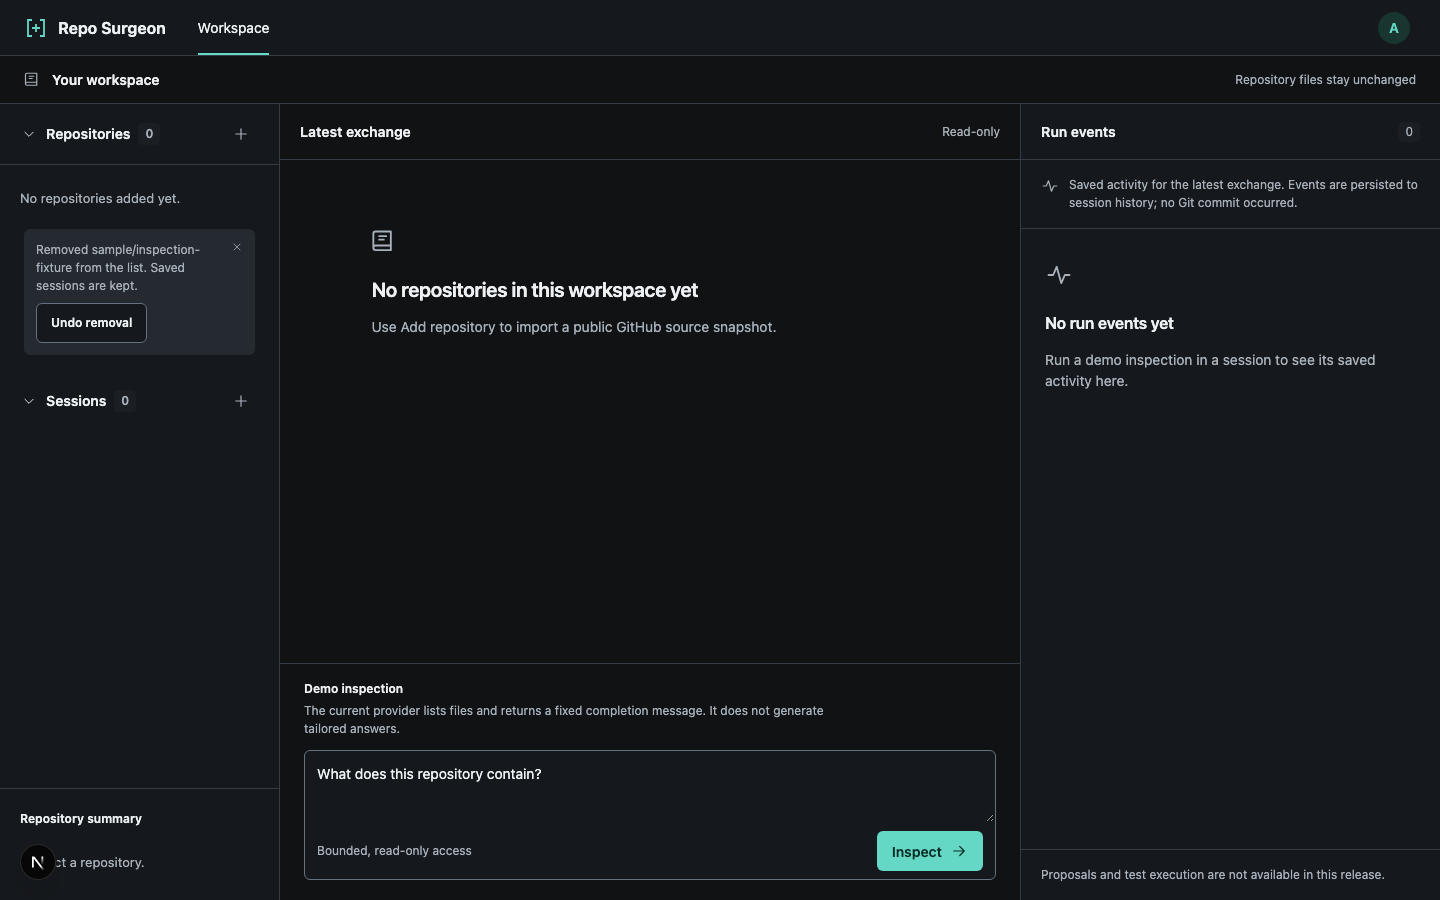 Repo Surgeon
Workspace
A
Your workspace
Repository files stay unchanged
Repositories 0
No repositories added yet.
Removed sample/inspection-
fixture from the list. Saved
sessions are kept.
Undo removal
Sessions 0
Repository summary
N
ct a repository.
Latest exchange
Read-only
No repositories in this workspace yet
Use Add repository to import a public GitHub source snapshot.
Demo inspection
The current provider lists files and returns a fixed completion message. It does not generate
tailored answers.
What does this repository contain?
Bounded, read-only access
Inspect
Run events
0
Saved activity for the latest exchange. Events are persisted to
session history; no Git commit occurred.
No run events yet
Run a demo inspection in a session to see its saved
activity here.
Proposals and test execution are not available in this release.